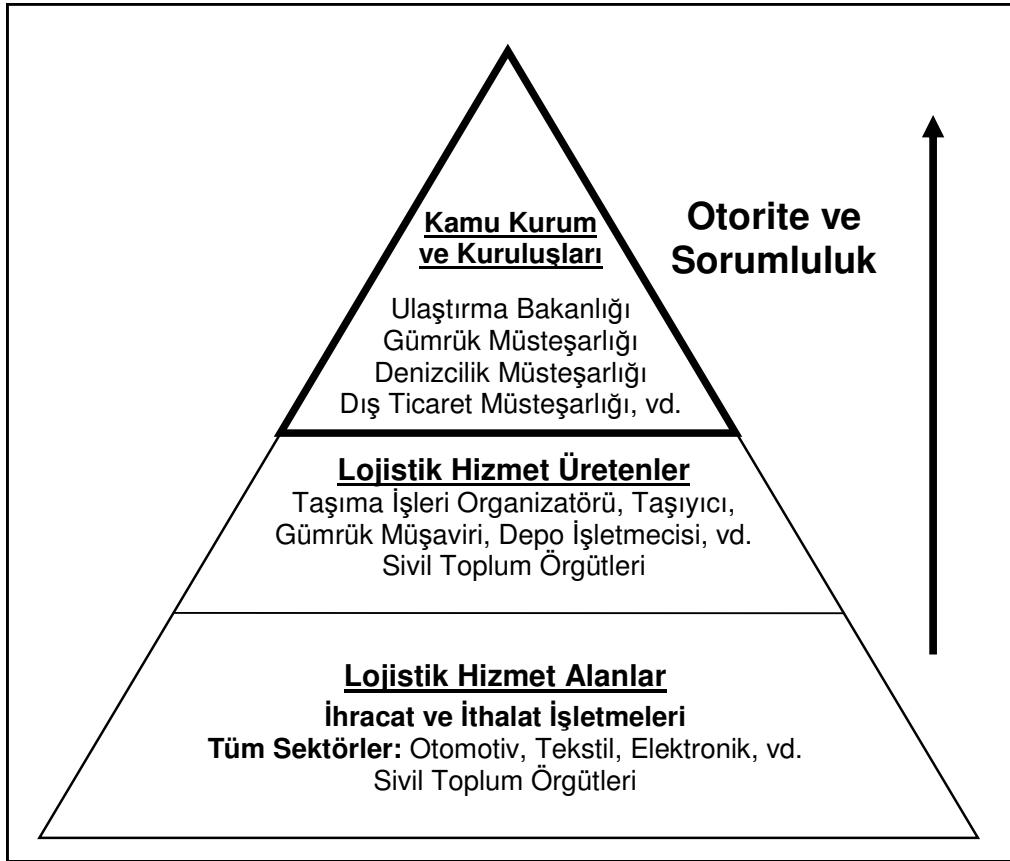 Kamu Kurum
ve Kuruluşları
Ulaştırma Bakanlığı
Gümrük Müsteşarlığı
Denizcilik Müsteşarlığı
Dış Ticaret Müsteşarlığı, vd.
Otorite ve
Sorumluluk
Lojistik Hizmet Üretenler
Taşıma İşleri Organizatörü, Taşıyıcı,
Gümrük Müşaviri, Depo İşletmecisi, vd.
Sivil Toplum Örgütleri
Lojistik Hizmet Alanlar
İhracat ve İthalat İşletmeleri
Tüm Sektörler: Otomotiv, Tekstil, Elektronik, vd.
Sivil Toplum Örgütleri